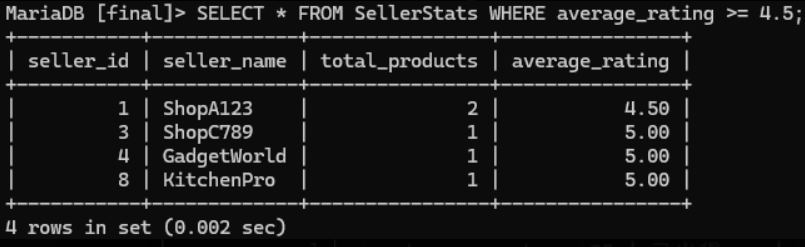 MariaDB [final]> SELECT * FROM SellerStats WHERE average_rating >= 4.5;
+-----------+-------------+----------------+----------------+
| seller_id | seller_name | total_products | average_rating |
+-----------+-------------+----------------+----------------+
|         1 | ShopA123    |              2 |           4.50 |
|         3 | ShopC789    |              1 |           5.00 |
|         4 | GadgetWorld |              1 |           5.00 |
|         8 | KitchenPro  |              1 |           5.00 |
+-----------+-------------+----------------+----------------+
4 rows in set (0.002 sec)